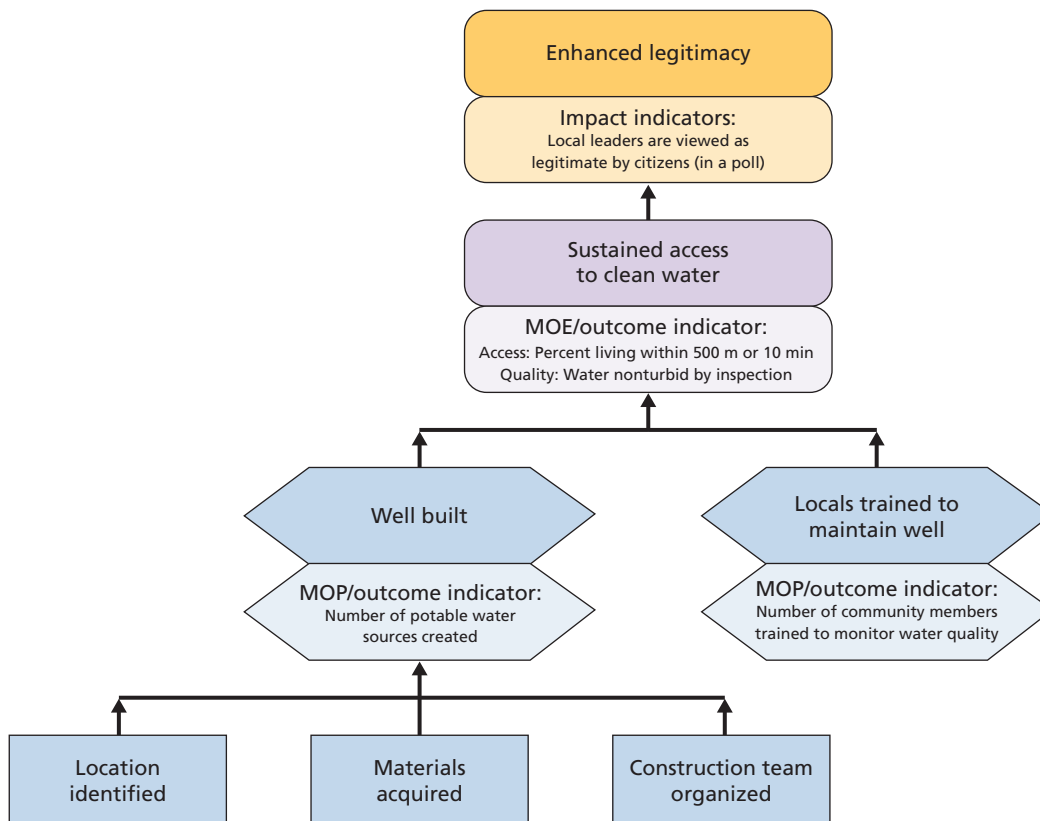 Enhanced legitimacy
Impact indicators:
Local leaders are viewed as
legitimate by citizens (in a poll)
Sustained access
to clean water
MOE/outcome indicator:
Access: Percent living within 500 m or 10 min
Quality: Water nonturbid by inspection
Well built
MOP/outcome indicator:
Number of potable water
sources created
Locals trained to
maintain well
MOP/outcome indicator:
Number of community members
trained to monitor water quality
Location
identified
Materials
acquired
Construction team
organized